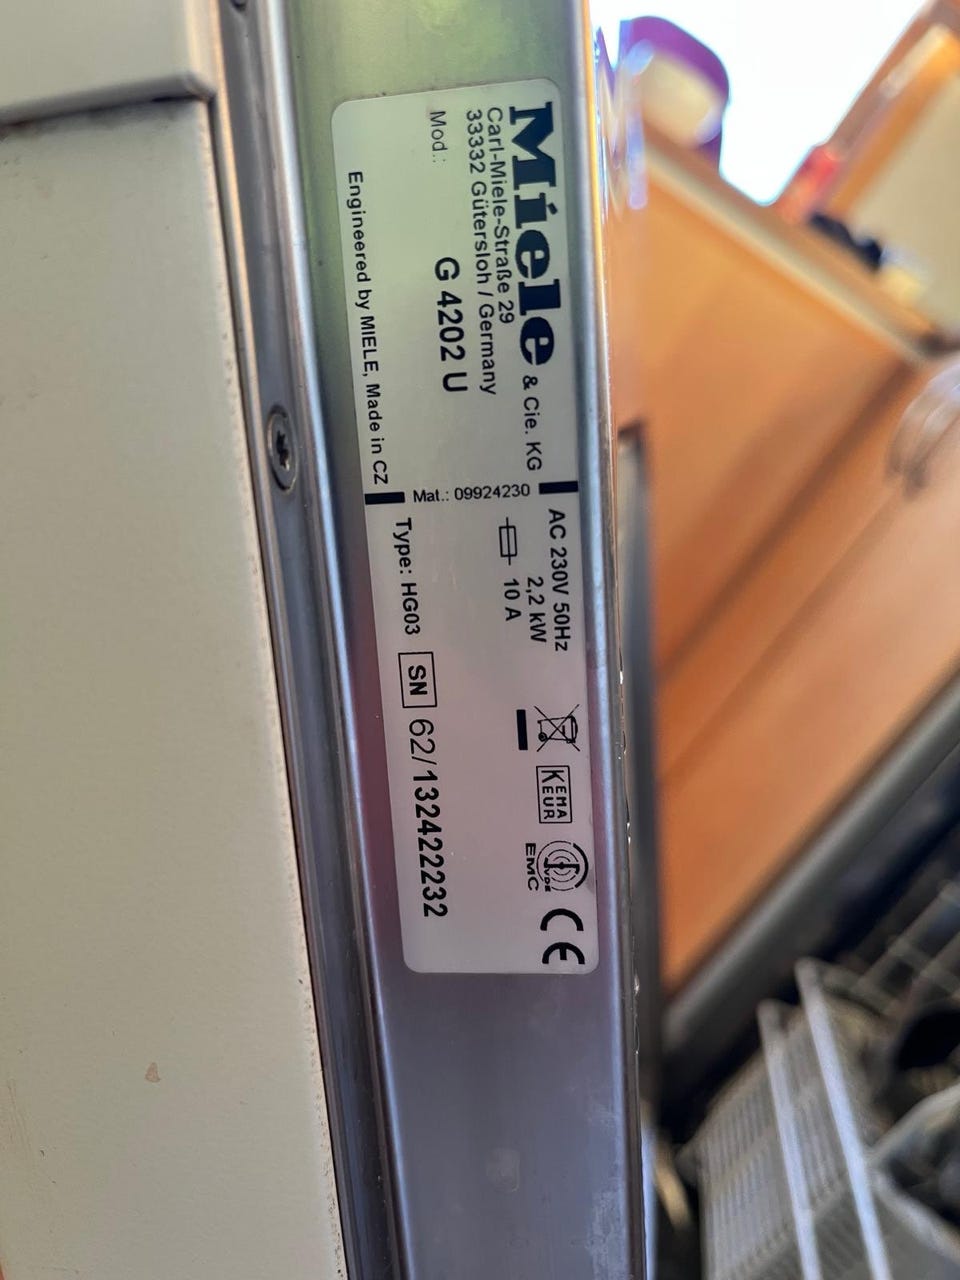 Miele & Cie. KG
Carl-Miele-Straße 29
33332 Gütersloh / Germany
Mod.: G 4202 U
Engineered by MIELE, Made in CZ
Mat.: 09924230
AC 230V 50Hz
2,2 kW
10 A
Type: HG03 SN 62/132422232
KEMA
KEUR
VDE
EMC
CE